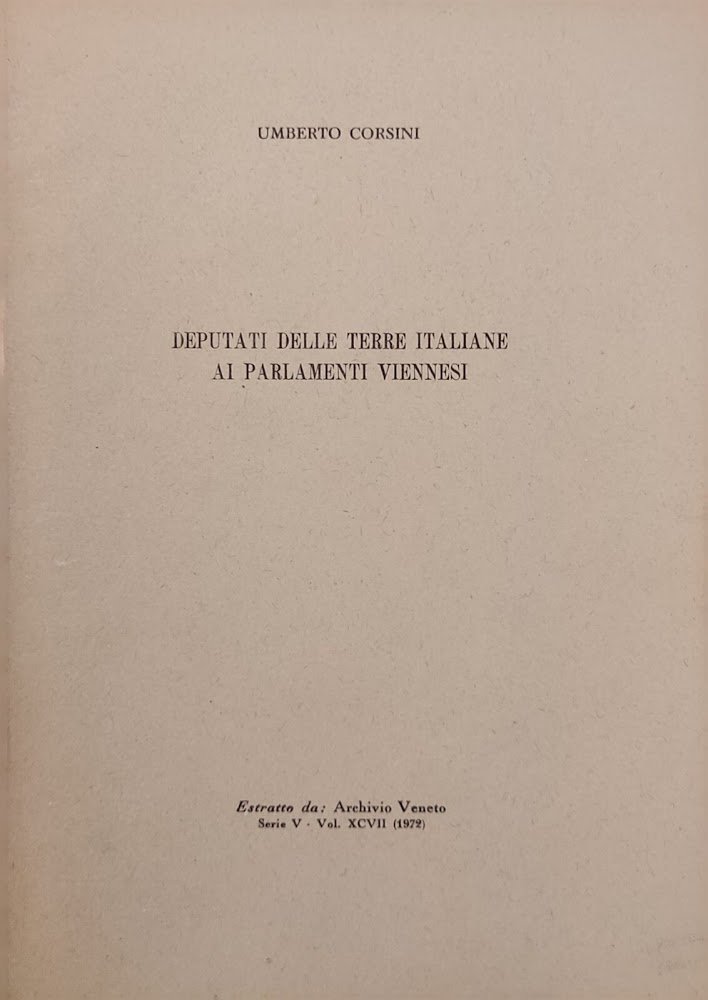 UMBERTO CORSINI
DEPUTATI DELLE TERRE ITALIANE
AI PARLAMENTI VIENNESI
Estratto da: Archivio Veneto
Serie V - Vol. XCVII (1972)